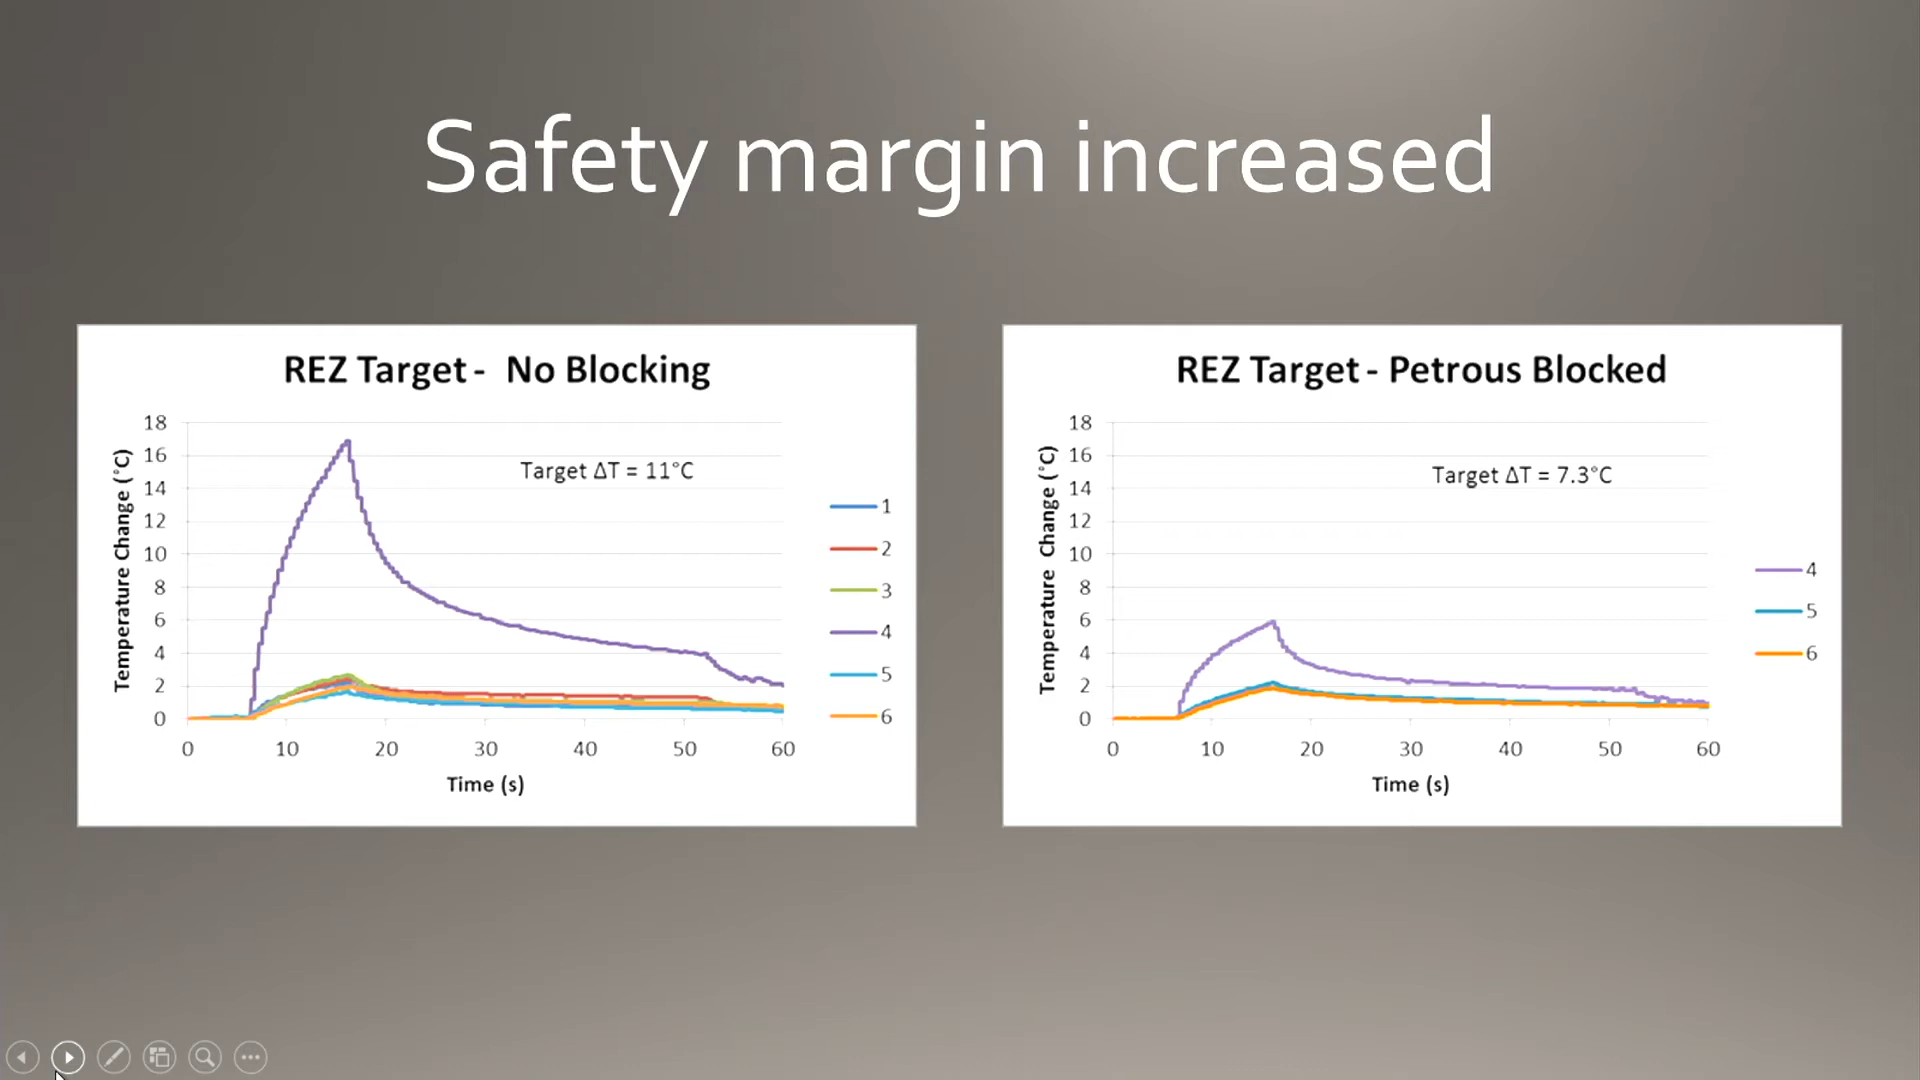 Safety margin increased
REZ Target - No Blocking
Target ΔT = 11°C
Temperature Change (°C)
18
16
14
12
10
8
6
4
2
0
0 10 20 30 40 50 60
Time (s)
1
2
3
4
5
6
REZ Target - Petrous Blocked
Target ΔT = 7.3°C
Temperature Change (°C)
18
16
14
12
10
8
6
4
2
0
0 10 20 30 40 50 60
Time (s)
4
5
6